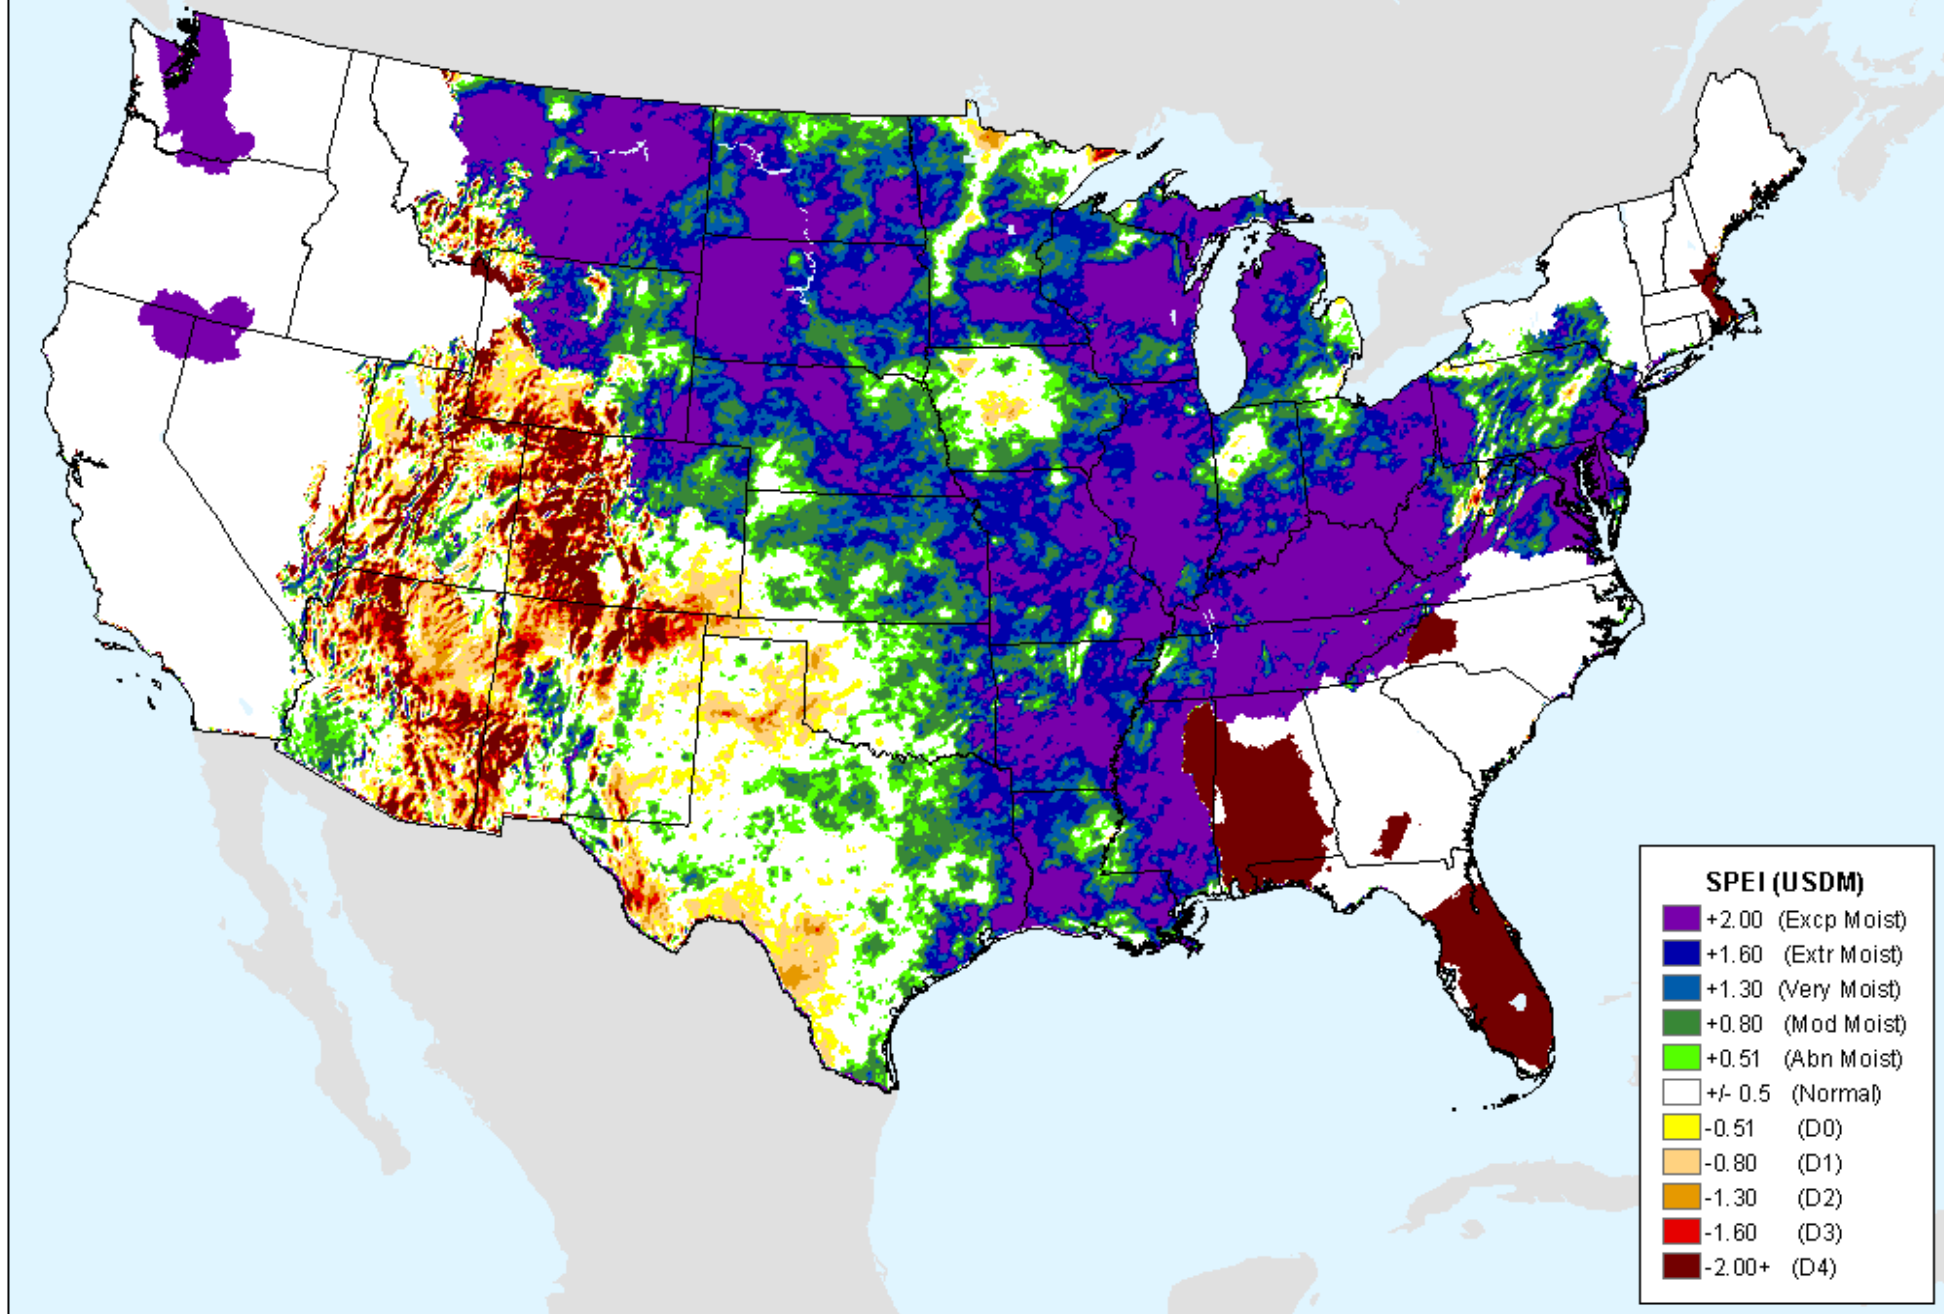 SPEI (USDM)
+2.00 (Excp Moist)
+1.60 (Extr Moist)
+1.30 (Very Moist)
+0.80 (Mod Moist)
+0.51 (Abn Moist)
+/- 0.5 (Normal)
-0.51 (D0)
-0.80 (D1)
-1.30 (D2)
-1.60 (D3)
-2.00+ (D4)